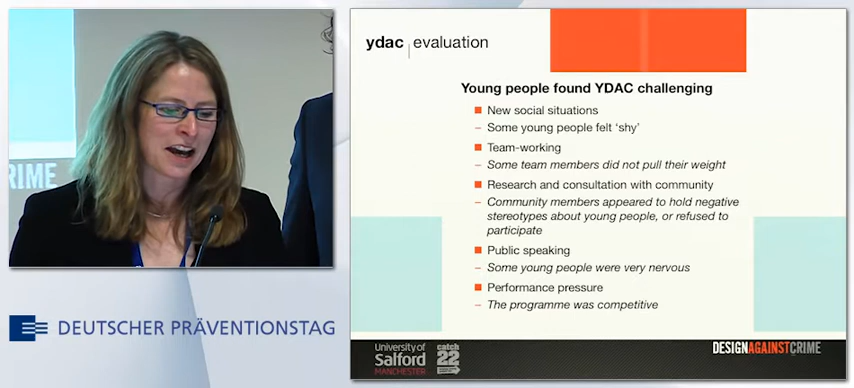 RIME
DEUTSCHER PRÄVENTIONSTAG
ydac evaluation
Young people found YDAC challenging
New social situations
– Some young people felt ‘shy’
Team-working
– Some team members did not pull their weight
Research and consultation with community
– Community members appeared to hold negative
stereotypes about young people, or refused to
participate
Public speaking
– Some young people were very nervous
Performance pressure
– The programme was competitive
University of
Salford
MANCHESTER
catch
22
DESIGNAGAINSTCRIME